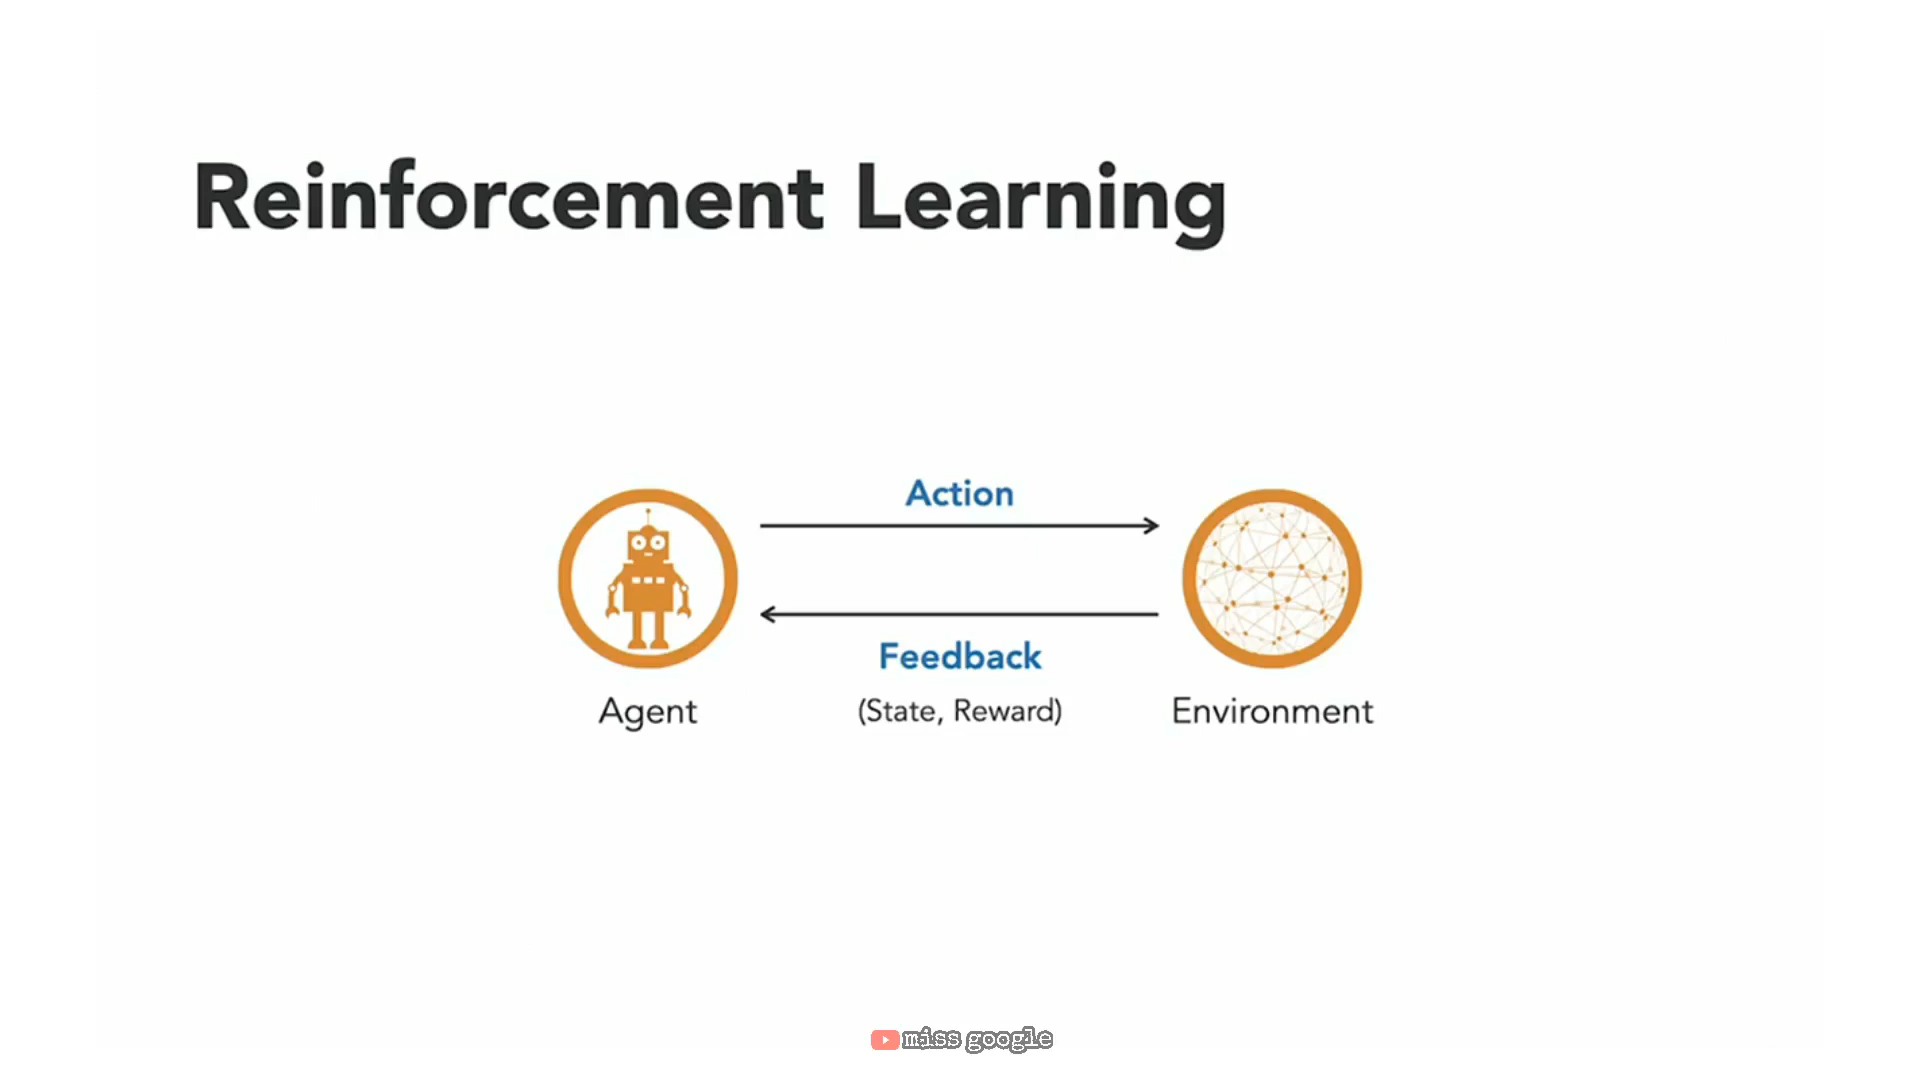 Reinforcement Learning
Action
Feedback
(State, Reward)
Agent
Environment
miss google